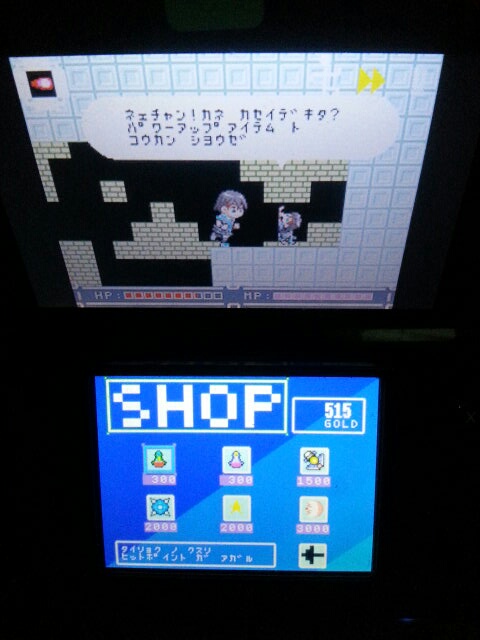 ネェチャン!カネ カセイデキタ?
パワーアップアイテム ト
コウカン シヨウゼ
HP:
MP:
SHOP
515
GOLD
300
300
1500
2000
2000
3000
タイリョク ノ クスリ
ヒットポイント ガ アガル